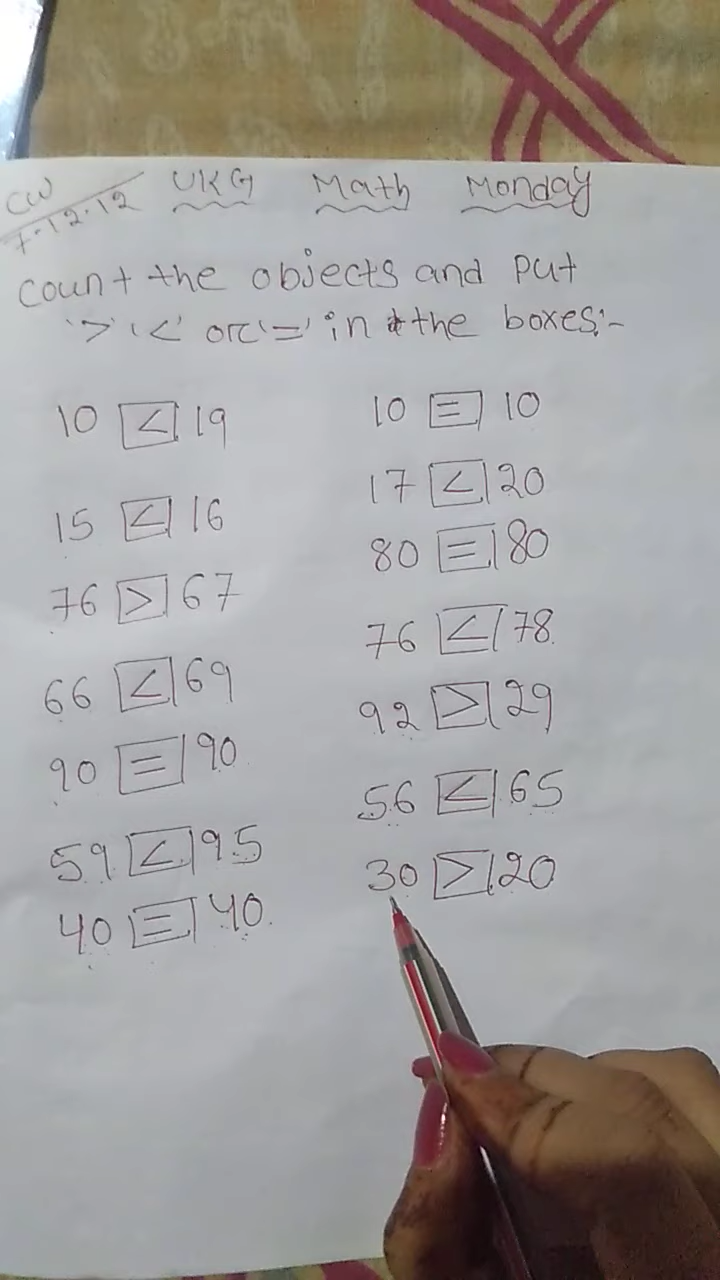 CW UKG Math Monday
7.12.12
Count the objects and put
'>' '<' or '=' in the boxes:-
10 < 19
15 < 16
76 > 67
66 < 69
90 = 90
59 < 95
40 = 40
10 = 10
17 < 20
80 = 80
76 < 78
92 > 29
56 < 65
30 > 20